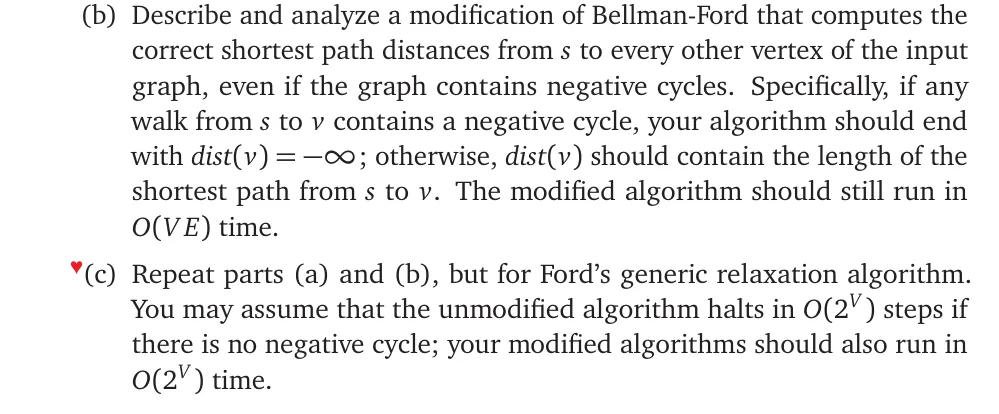 (b) Describe and analyze a modification of Bellman-Ford that computes the
correct shortest path distances from s to every other vertex of the input
graph, even if the graph contains negative cycles. Specifically, if any
walk from s to v contains a negative cycle, your algorithm should end
with dist(v) = −∞; otherwise, dist(v) should contain the length of the
shortest path from s to v. The modified algorithm should still run in
O(VE) time.
♥(c) Repeat parts (a) and (b), but for Ford's generic relaxation algorithm.
You may assume that the unmodified algorithm halts in O(2^V) steps if
there is no negative cycle; your modified algorithms should also run in
O(2^V) time.